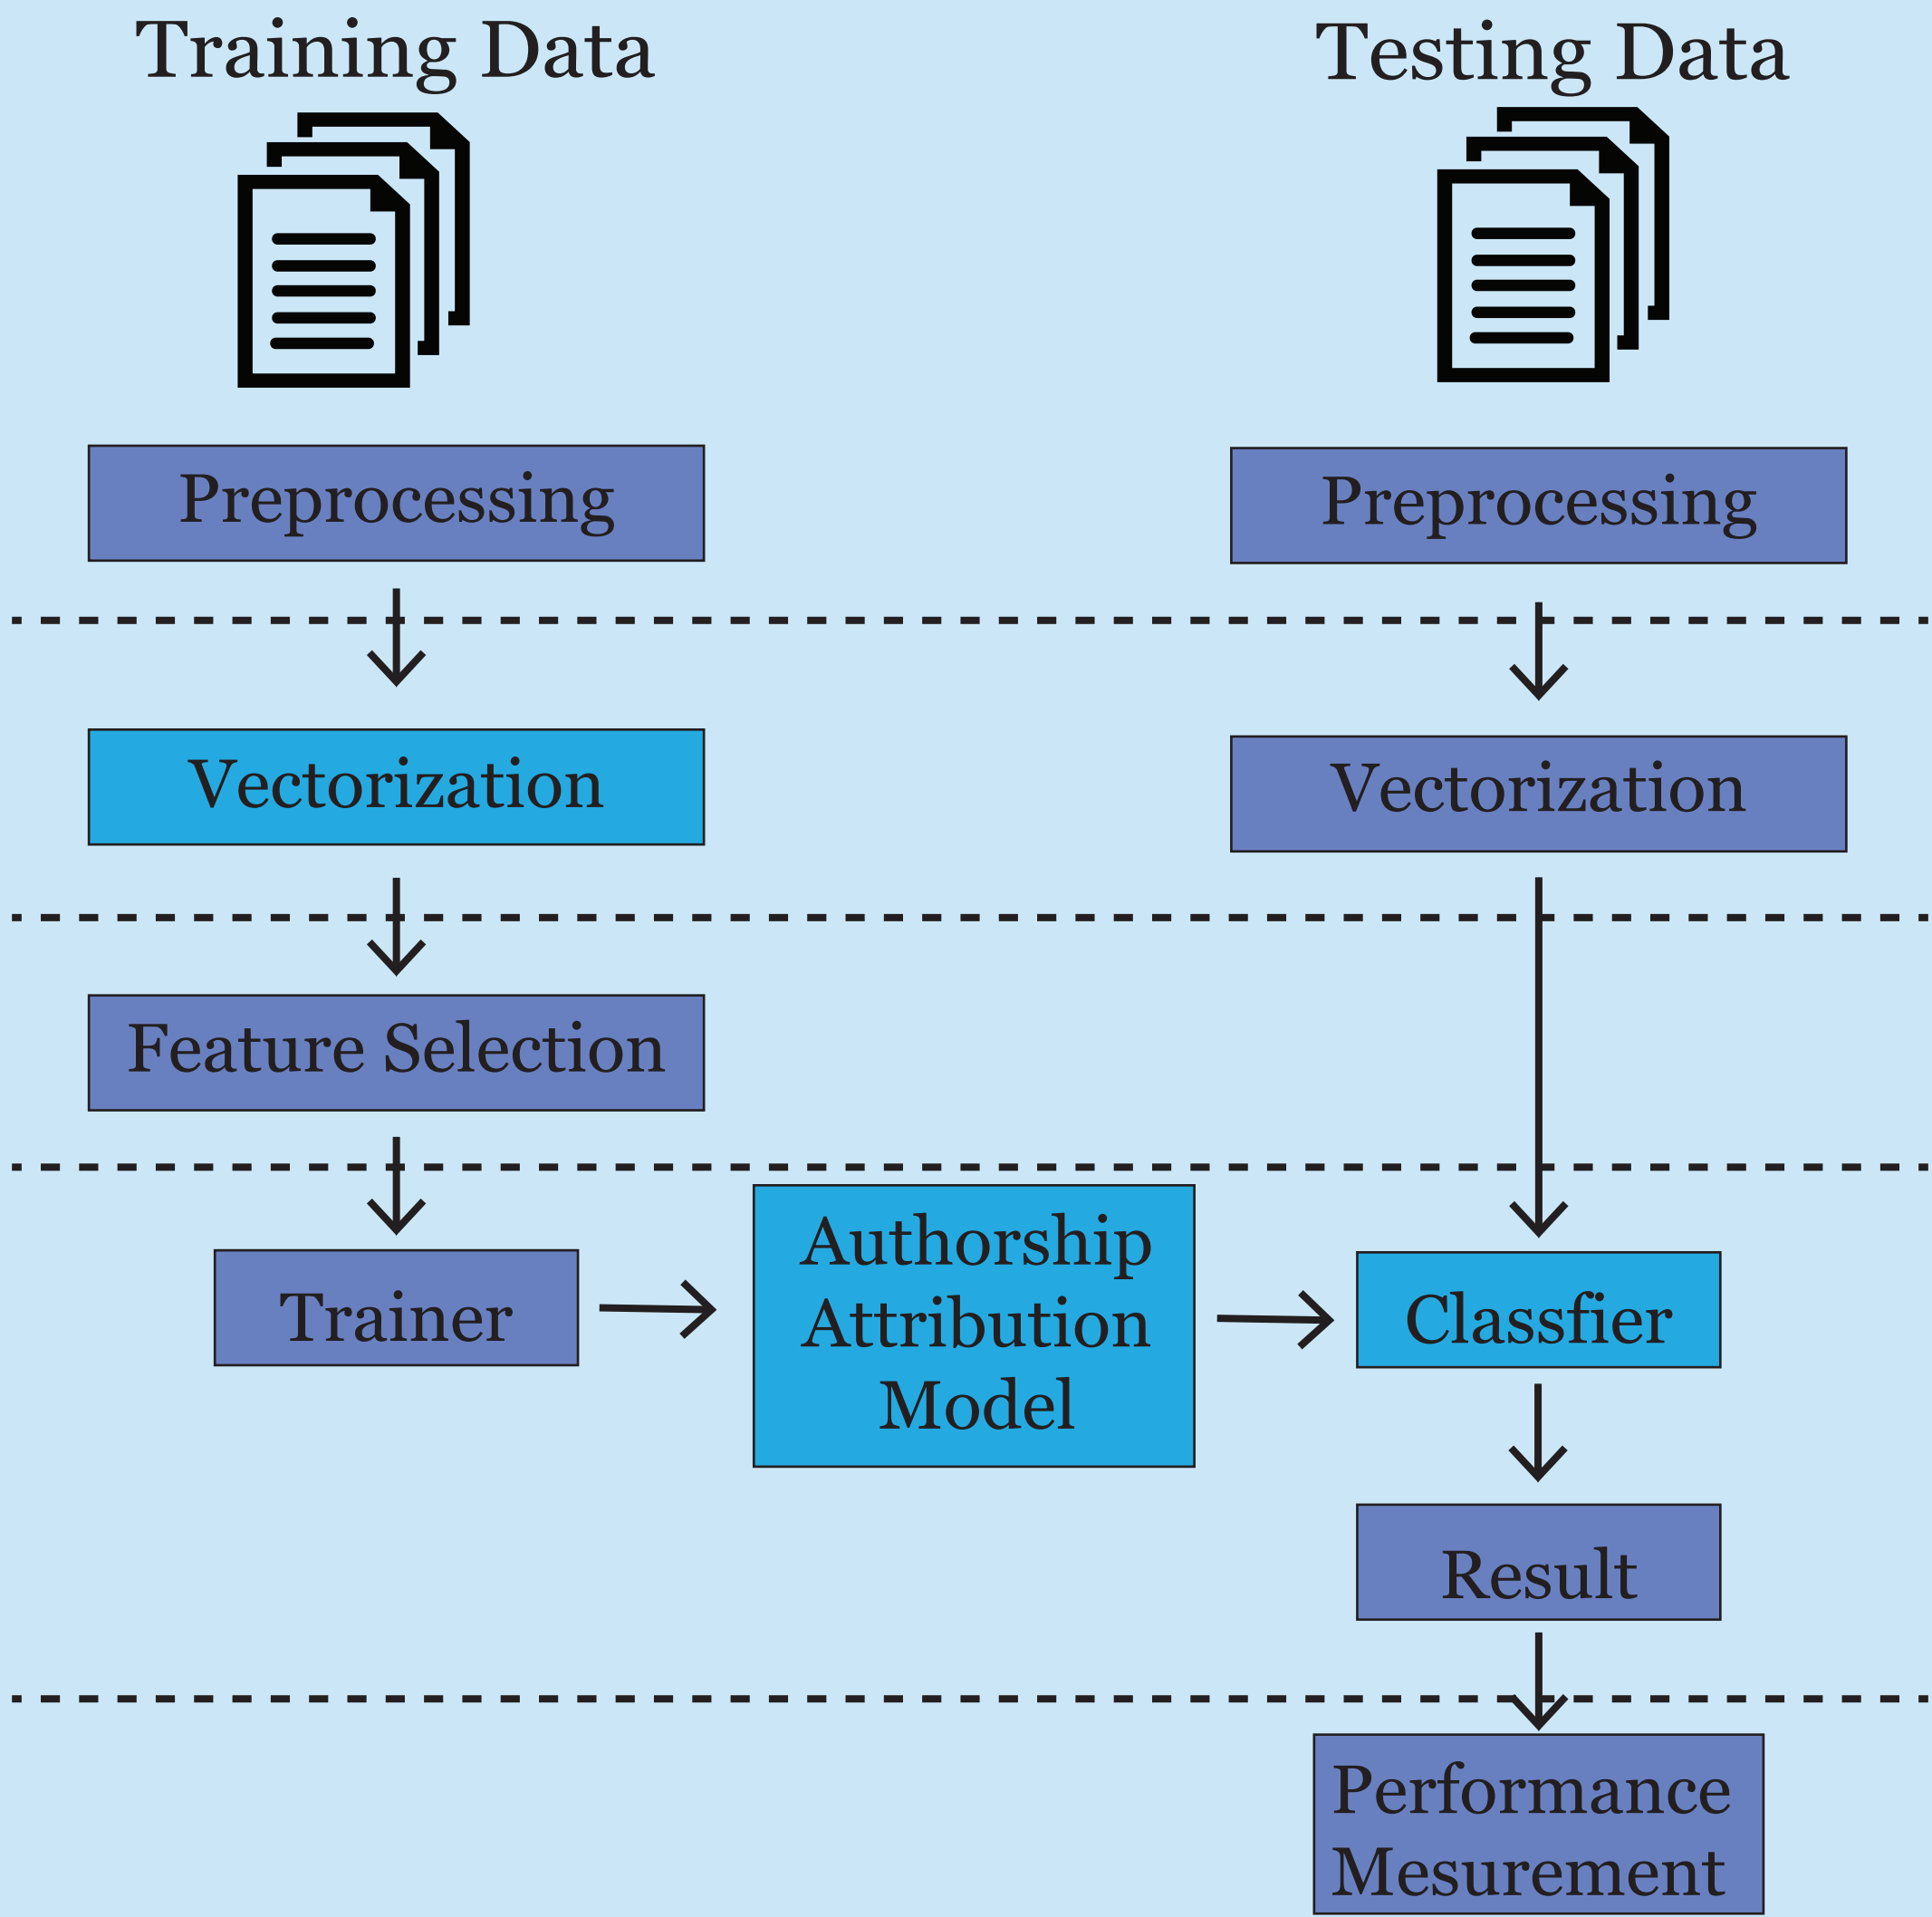 Training Data
Testing Data
Preprocessing
Preprocessing
Vectorization
Vectorization
Feature Selection
Trainer
Authorship
Attribution
Model
Classfier
Result
Performance
Mesurement